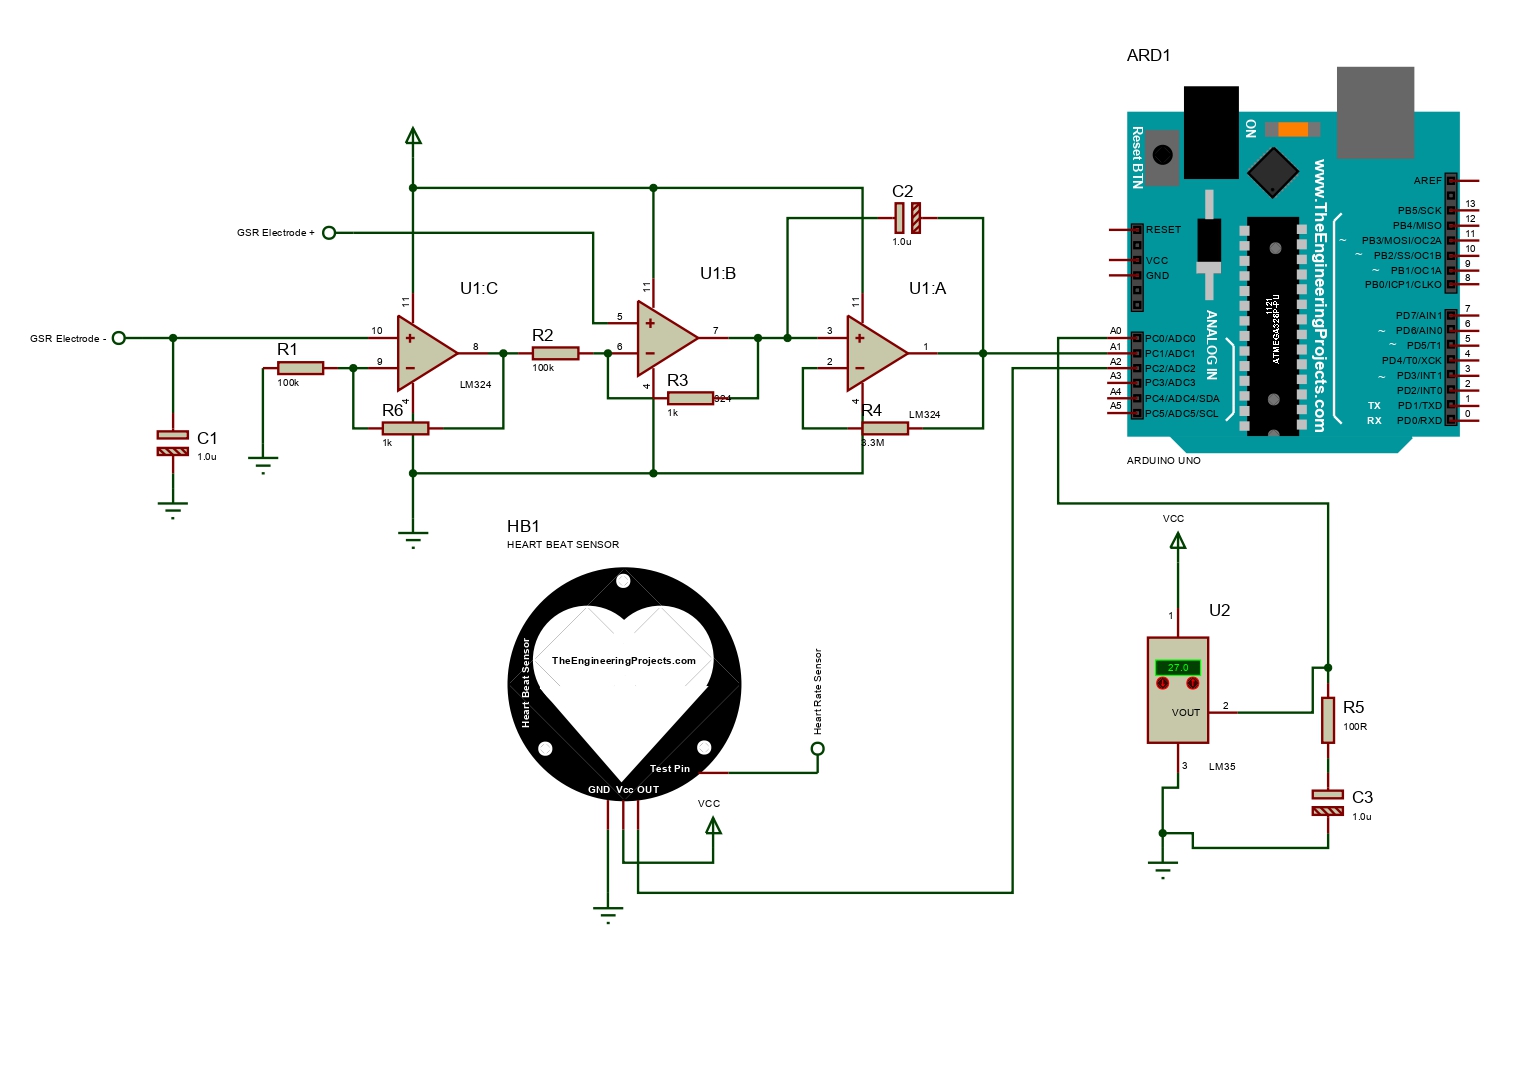 ARD1
Reset BTN
ON
www.TheEngineeringProjects.com
ANALOG IN
1121
ATMEGA328P-PU
RESET
VCC
GND
A0 PC0/ADC0
A1 PC1/ADC1
A2 PC2/ADC2
A3 PC3/ADC3
A4 PC4/ADC4/SDA
A5 PC5/ADC5/SCL
AREF
PB5/SCK 13
PB4/MISO 12
~ PB3/MOSI/OC2A 11
~ PB2/SS/OC1B 10
~ PB1/OC1A 9
PB0/ICP1/CLKO 8
PD7/AIN1 7
~ PD6/AIN0 6
~ PD5/T1 5
PD4/T0/XCK 4
~ PD3/INT1 3
PD2/INT0 2
TX PD1/TXD 1
RX PD0/RXD 0
ARDUINO UNO
GSR Electrode +
GSR Electrode -
C1
1.0u
R1
100k
U1:C
10
9
8
11
4
LM324
R6
1k
R2
100k
U1:B
5
6
7
11
4
R3
1k
324
C2
1.0u
U1:A
3
2
1
11
4
LM324
R4
3.3M
HB1
HEART BEAT SENSOR
Heart Beat Sensor
TheEngineeringProjects.com
Test Pin
GND Vcc OUT
Heart Rate Sensor
VCC
VCC
U2
1
27.0
VOUT
2
3
LM35
R5
100R
C3
1.0u